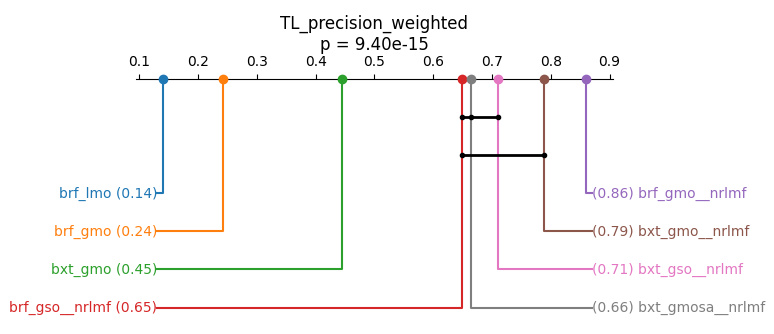 TL_precision_weighted
p = 9.40e-15
0.1 0.2 0.3 0.4 0.5 0.6 0.7 0.8 0.9
brf_lmo (0.14) (0.86) brf_gmo__nrlmf
brf_gmo (0.24) (0.79) bxt_gmo__nrlmf
bxt_gmo (0.45) (0.71) bxt_gso__nrlmf
brf_gso__nrlmf (0.65) (0.66) bxt_gmosa__nrlmf